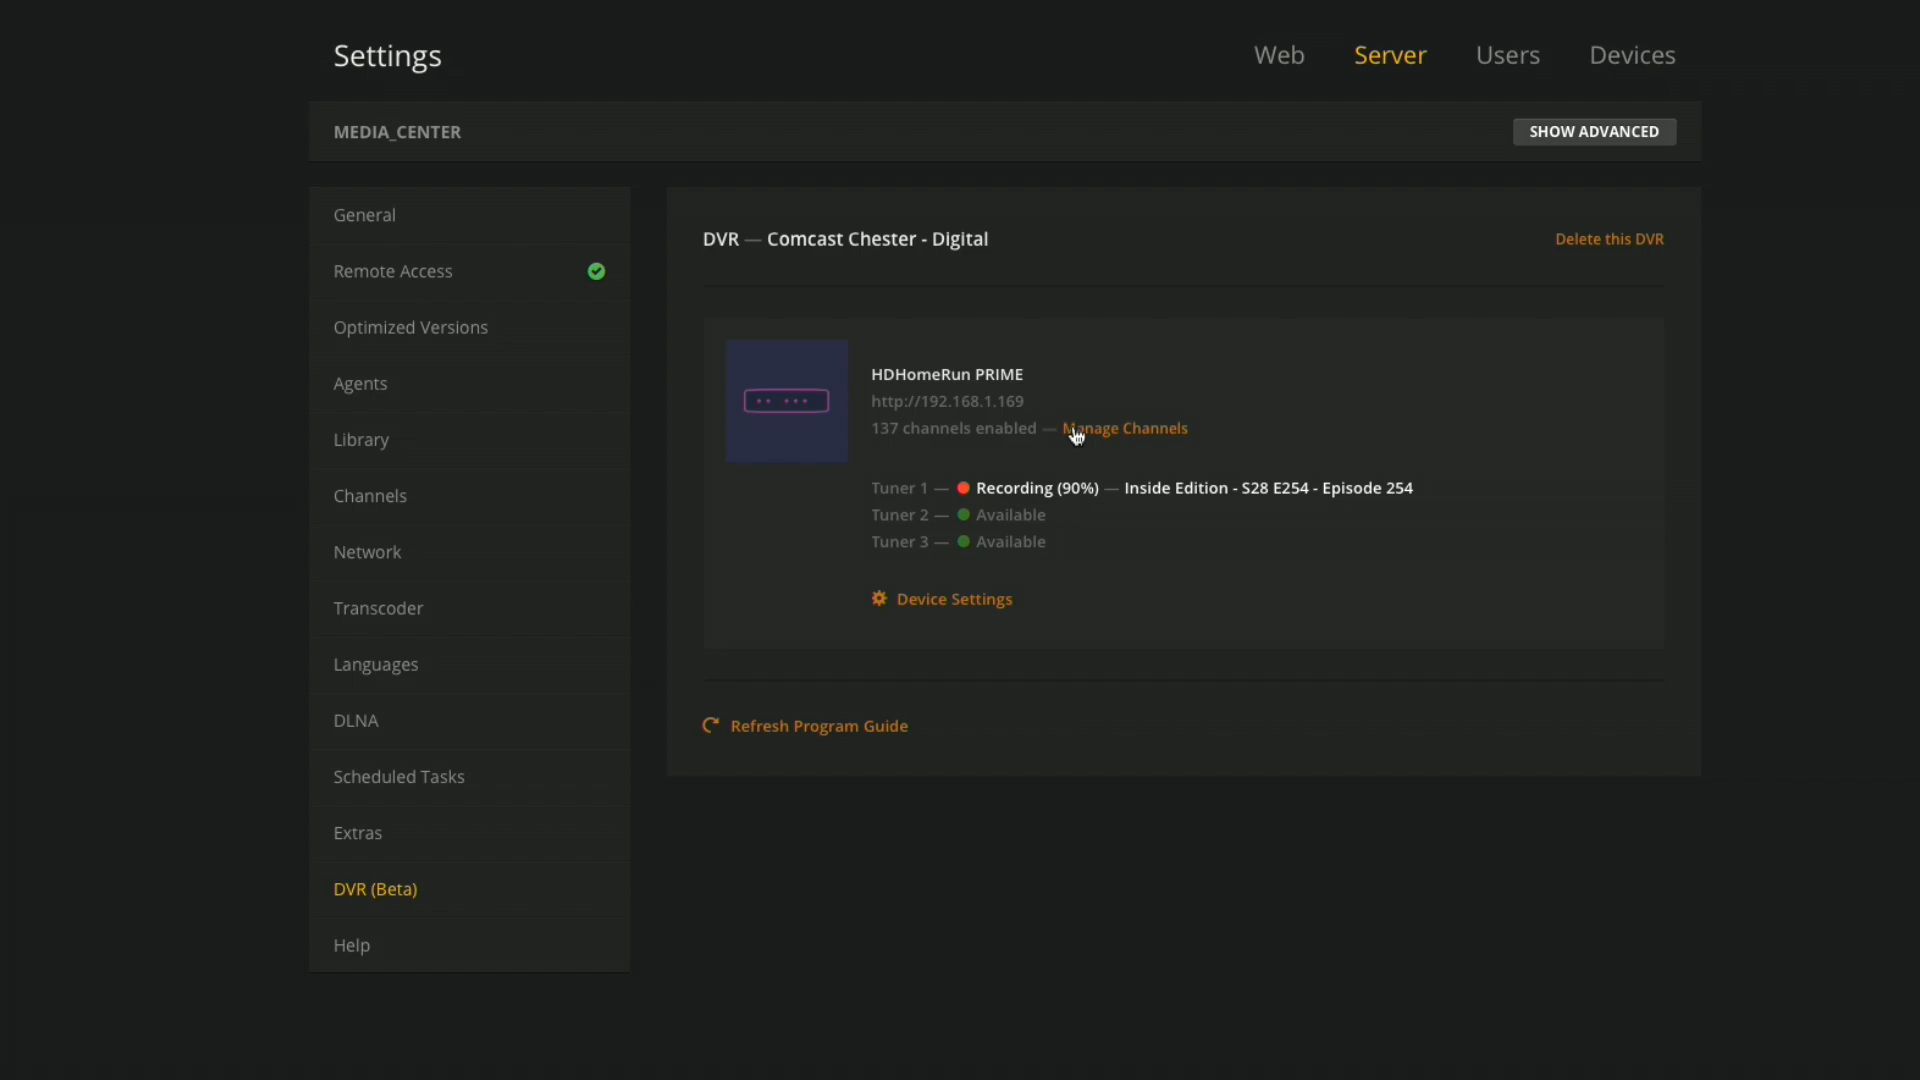 Settings
Web Server Users Devices
MEDIA_CENTER
SHOW ADVANCED
General
Remote Access
Optimized Versions
Agents
Library
Channels
Network
Transcoder
Languages
DLNA
Scheduled Tasks
Extras
DVR (Beta)
Help
DVR — Comcast Chester - Digital
Delete this DVR
HDHomeRun PRIME
http://192.168.1.169
137 channels enabled — Manage Channels
Tuner 1 — Recording (90%) — Inside Edition - S28 E254 - Episode 254
Tuner 2 — Available
Tuner 3 — Available
Device Settings
Refresh Program Guide